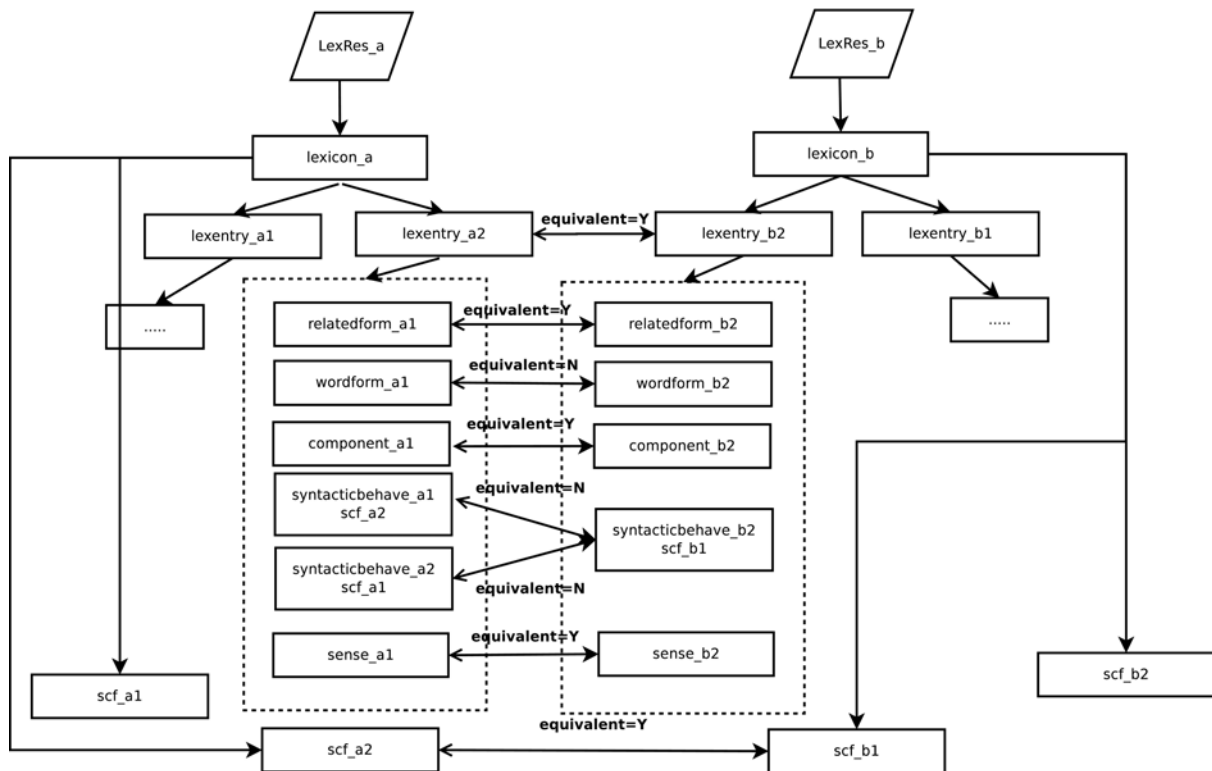 LexRes_a
LexRes_b
lexicon_a
lexicon_b
lexentry_a1
lexentry_a2
equivalent=Y
lexentry_b2
lexentry_b1
.....
relatedform_a1
equivalent=Y
relatedform_b2
.....
wordform_a1
equivalent=N
wordform_b2
component_a1
equivalent=Y
component_b2
syntacticbehave_a1
scf_a2
equivalent=N
syntacticbehave_b2
scf_b1
syntacticbehave_a2
scf_a1
equivalent=N
sense_a1
equivalent=Y
sense_b2
scf_a1
scf_b2
scf_a2
equivalent=Y
scf_b1